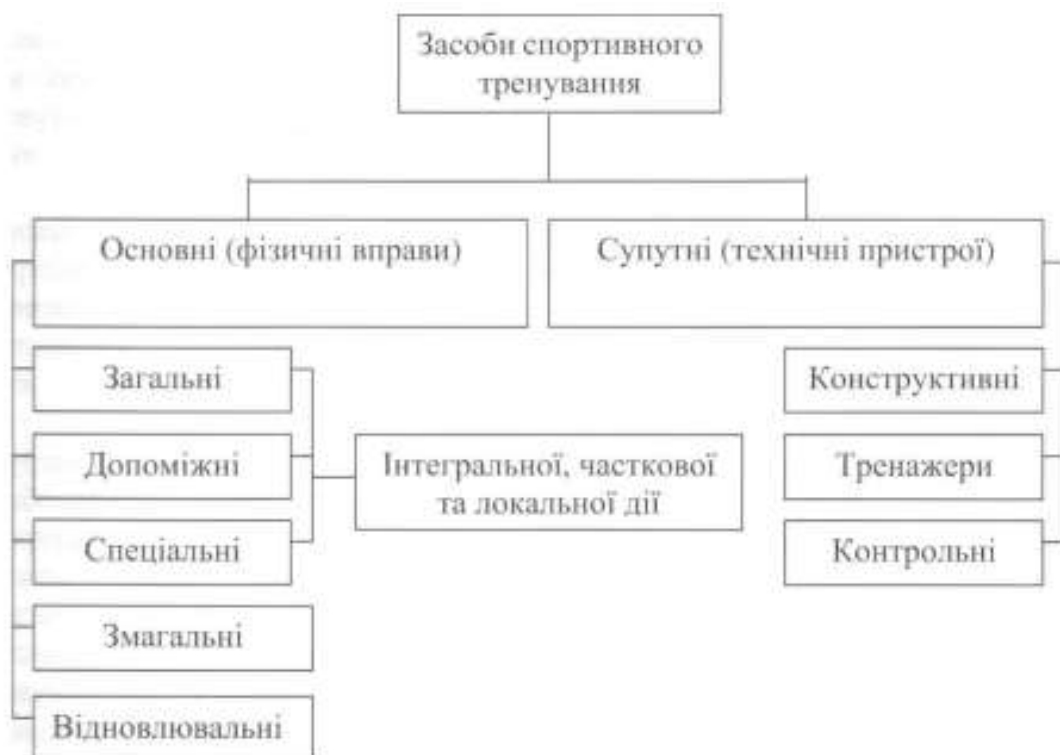 Засоби спортивного
тренування
Основні (фізичні вправи)
Супутні (технічні пристрої)
Загальні
Конструктивні
Допоміжні
Інтегральної, часткової
та локальної дії
Тренажери
Спеціальні
Контрольні
Змагальні
Відновлювальні